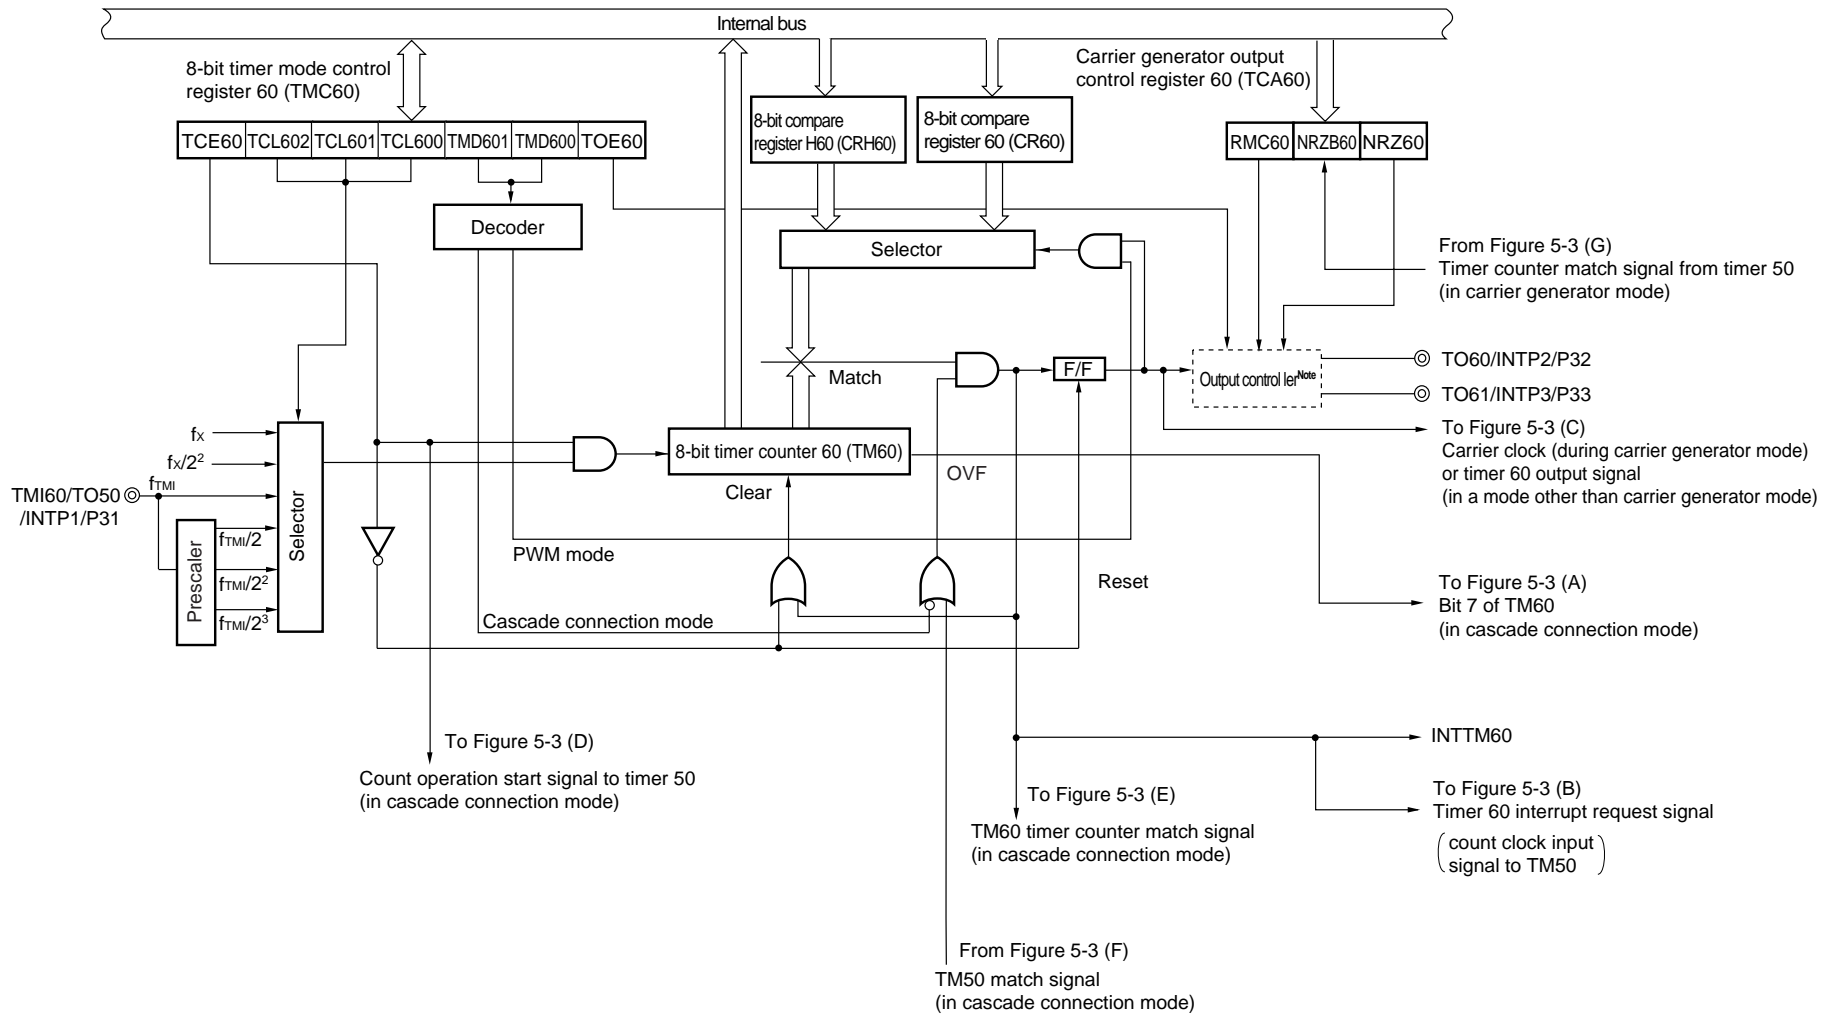 Internal bus
8-bit timer mode control
register 60 (TMC60)
Carrier generator output
control register 60 (TCA60)
8-bit compare
register H60 (CRH60)
8-bit compare
register 60 (CR60)
TCE60 TCL602 TCL601 TCL600 TMD601 TMD600 TOE60
RMC60 NRZB60 NRZ60
Decoder
Selector
From Figure 5-3 (G)
Timer counter match signal from timer 50
(in carrier generator mode)
Match
F/F
Output control ler Note
TO60/INTP2/P32
TO61/INTP3/P33
To Figure 5-3 (C)
Carrier clock (during carrier generator mode)
or timer 60 output signal
(in a mode other than carrier generator mode)
fX
fX/2²
fTMI
TMI60/TO50
/INTP1/P31
Prescaler
fTMI/2
fTMI/2²
fTMI/2³
Selector
8-bit timer counter 60 (TM60)
OVF
Clear
PWM mode
Cascade connection mode
Reset
To Figure 5-3 (A)
Bit 7 of TM60
(in cascade connection mode)
To Figure 5-3 (D)
Count operation start signal to timer 50
(in cascade connection mode)
INTTM60
To Figure 5-3 (E)
TM60 timer counter match signal
(in cascade connection mode)
To Figure 5-3 (B)
Timer 60 interrupt request signal
(count clock input
signal to TM50)
From Figure 5-3 (F)
TM50 match signal
(in cascade connection mode)